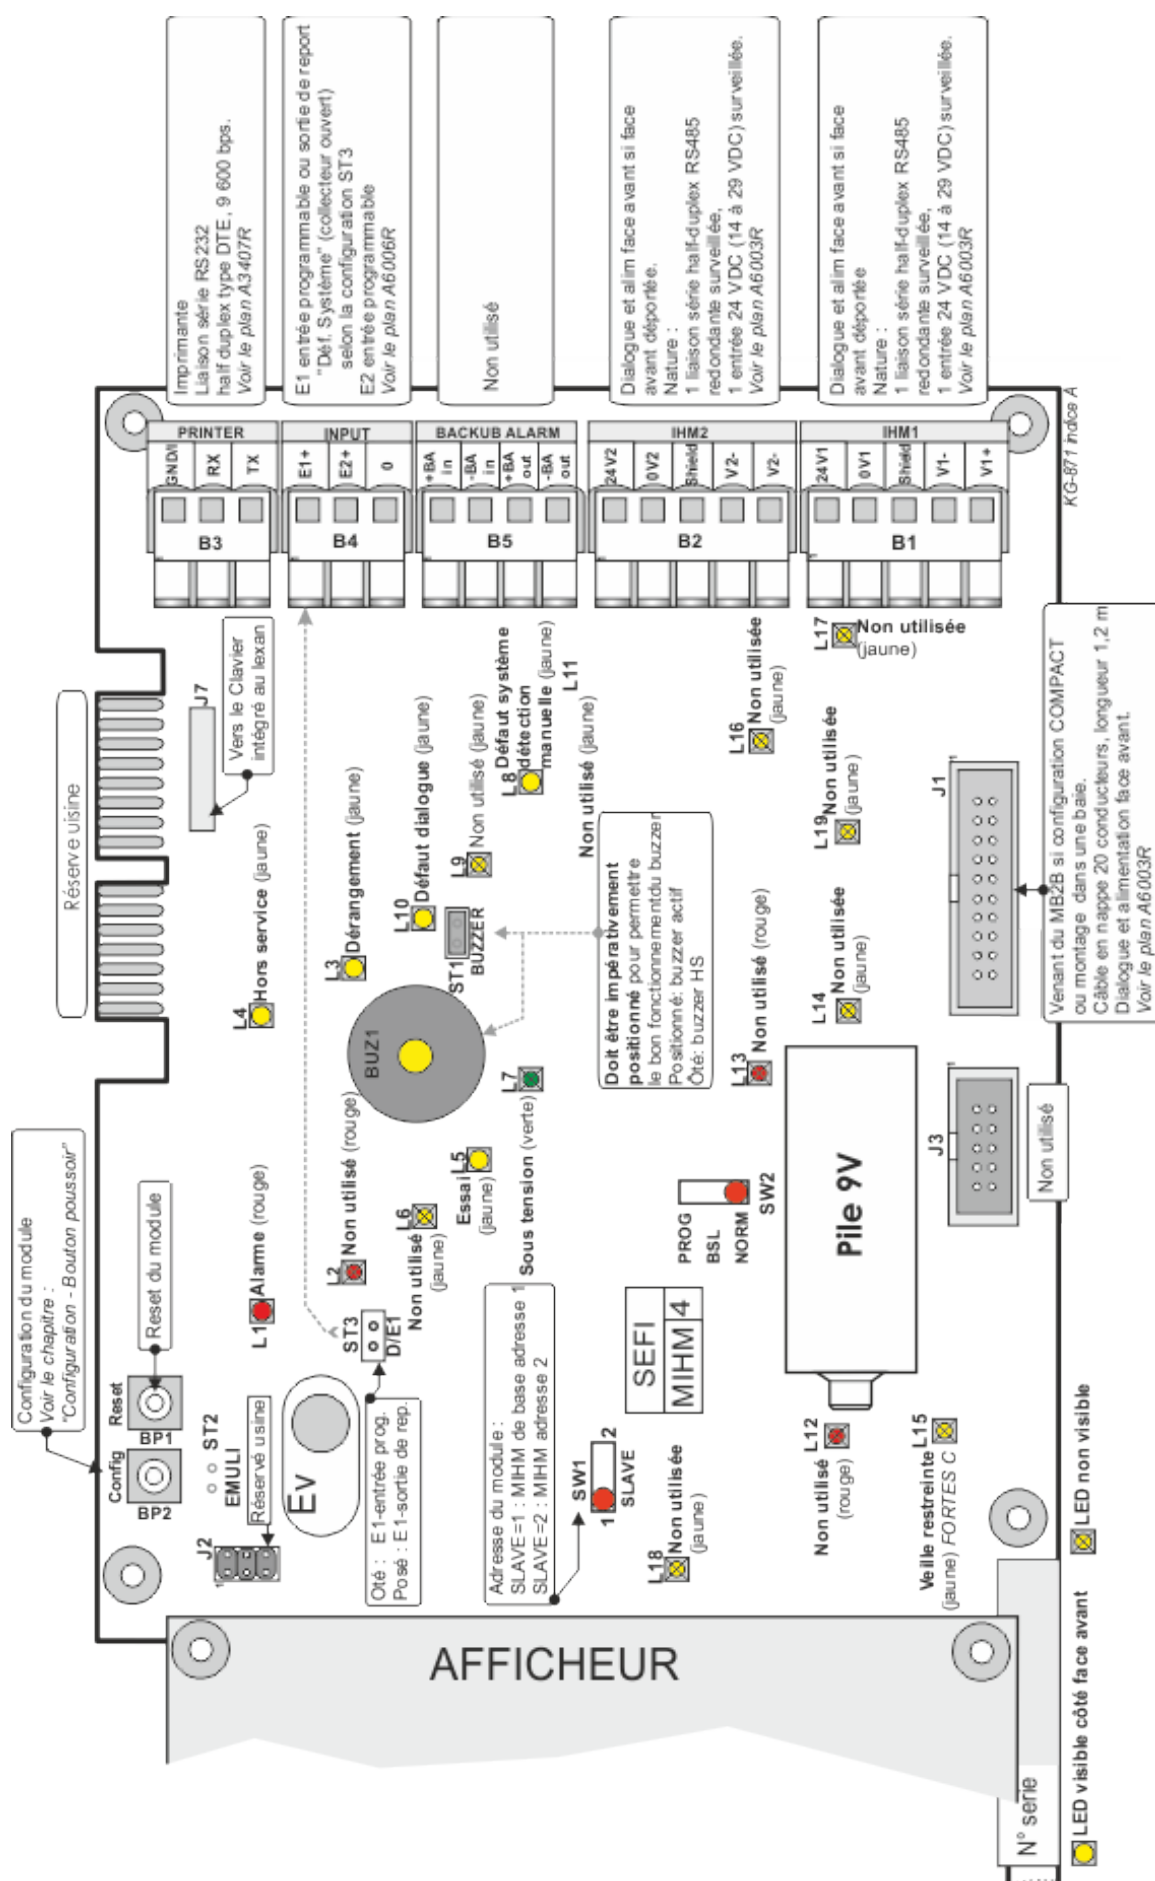 Imprimante
Liaison série RS232
half duplex type DTE, 9 600 bps.
Voir le plan A3407R
E1 entrée programmable ou sortie de report
"Déf. Système" (collecteur ouvert)
selon la configuration ST3
E2 entrée programmable
Voir le plan A6006R
Non utilisé
Dialogue et alim face avant si face
avant déportée.
Nature :
1 liaison série half-duplex RS485
redondante surveillée,
1 entrée 24 VDC (14 à 29 VDC) surveillée.
Voir le plan A6003R
Dialogue et alim face avant si face
avant déportée
Nature :
1 liaison série half-duplex RS485
redondante surveillée,
1 entrée 24 VDC (14 à 29 VDC) surveillée.
Voir le plan A6003R
KG-871 indice A
PRINTER
GND/I
RX
TX
B3
INPUT
E1+
E2+
0
B4
BACKUB ALARM
+BA
in
-BA
in
+BA
out
-BA
out
B5
IHM2
24V2
0V2
Shield
V2-
V2-
B2
IHM1
24V1
0V1
Shield
V1-
V1+
B1
Réserve usine
J7
Vers le Clavier
intégré au lexan
L4 Hors service (jaune)
L3 Dérangement (jaune)
L10 Défaut dialogue (jaune)
L9 Non utilisé (jaune)
L8 Défaut système
détection
manuelle (jaune)
L11
Non utilisé (jaune)
L16 Non utilisée
(jaune)
L17 Non utilisée
(jaune)
L19 Non utilisée
(jaune)
L14 Non utilisée
(jaune)
L13 Non utilisé (rouge)
ST1
BUZZER
BUZ1
Doit être impérativement
positionné pour permettre
le bon fonctionnement du buzzer
Positionné: buzzer actif
Ôté: buzzer HS
J1
1
Venant du MB2B si configuration COMPACT
ou montage dans une baie.
Câble en nappe 20 conducteurs, longueur 1,2 m
Dialogue et alimentation face avant.
Voir le plan A6003R
J3
1
Non utilisé
Configuration du module
Voir le chapitre :
"Configuration - Bouton poussoir"
Reset du module
Config
Reset
BP2
BP1
ST2
EMULI
Réservé usine
J2
1
L1 Alarme (rouge)
L2 Non utilisé (rouge)
L6
Non utilisé
(jaune)
L5
Essai
(jaune)
L7
Sous tension (verte)
ST3
D/E1
Ev
Oté : E1-entrée prog.
Posé : E1-sortie de rep.
Adresse du module :
SLAVE=1 : MIHM de base adresse 1
SLAVE=2 : MIHM adresse 2
SW1
1 2
SLAVE
PROG
BSL
NORM
SW2
SEFI
MIHM 4
Pile 9V
L18 Non utilisée
(jaune)
L12
Non utilisé
(rouge)
L15
Veille restreinte
(jaune) FORTES C
AFFICHEUR
N° serie
LED visible côté face avant
LED non visible